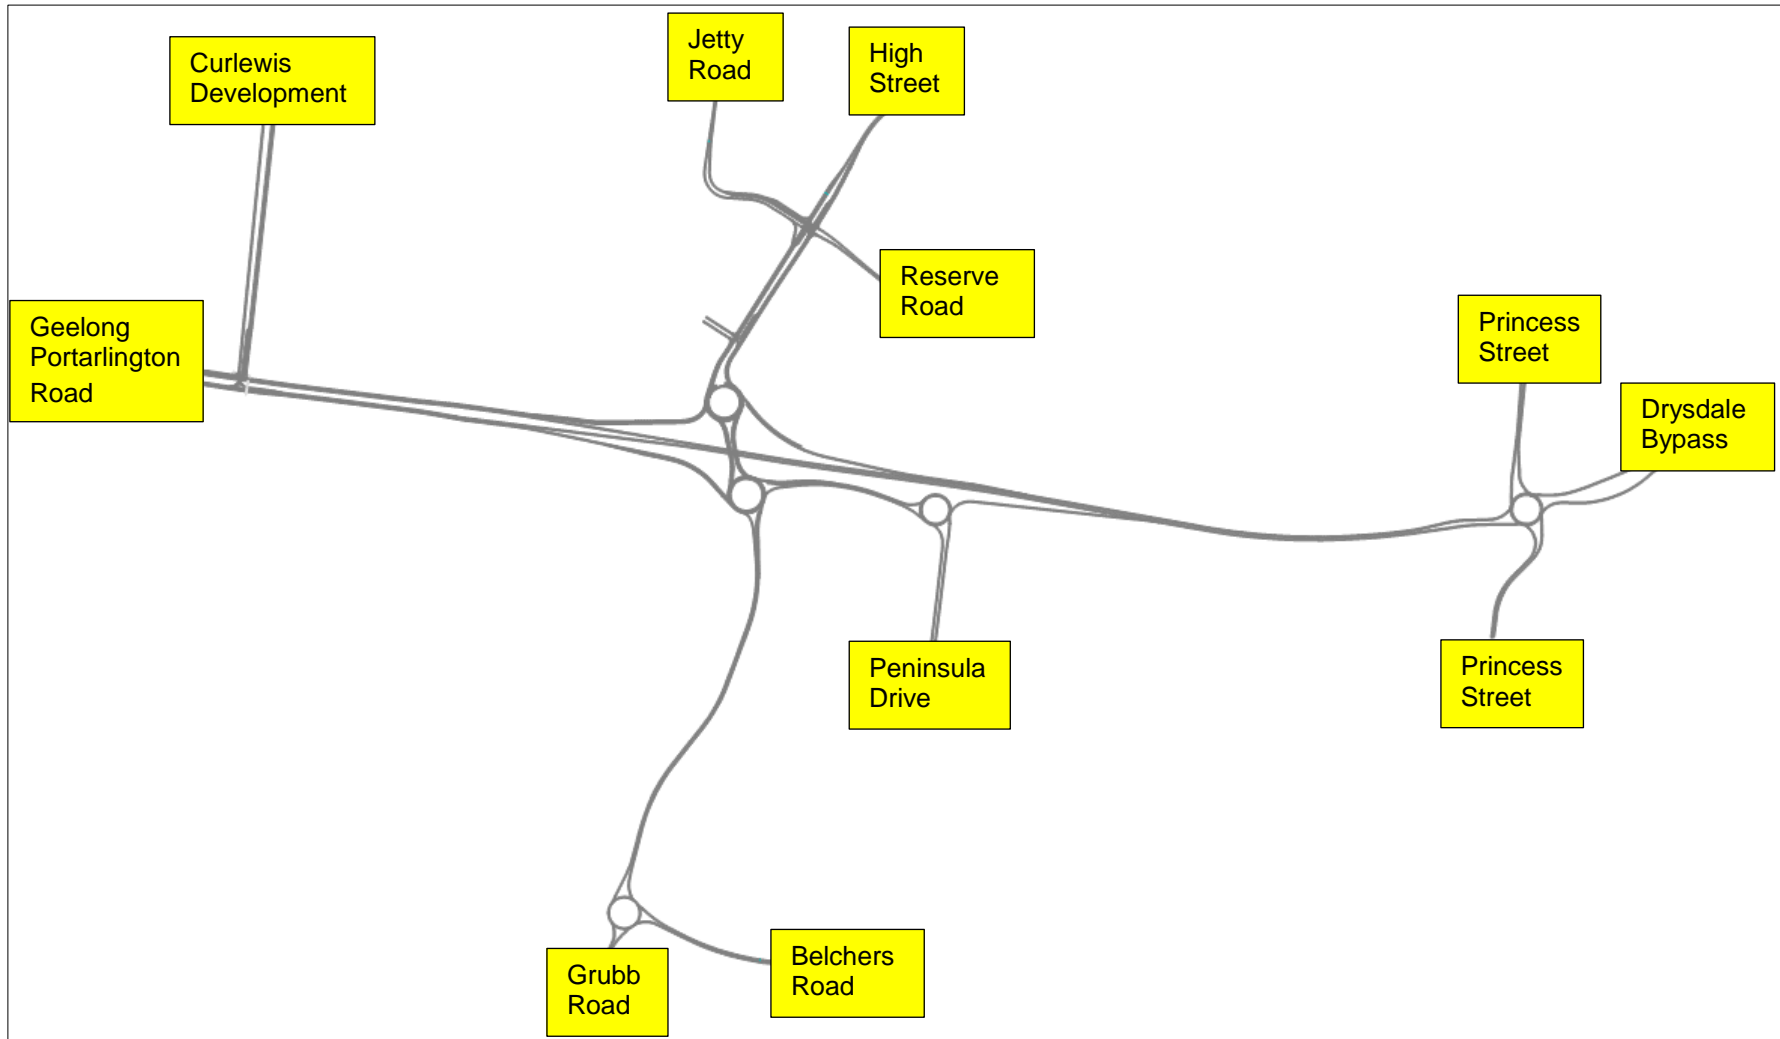 Curlewis
Development
Jetty
Road
High
Street
Reserve
Road
Geelong
Portarlington
Road
Princess
Street
Drysdale
Bypass
Peninsula
Drive
Princess
Street
Grubb
Road
Belchers
Road